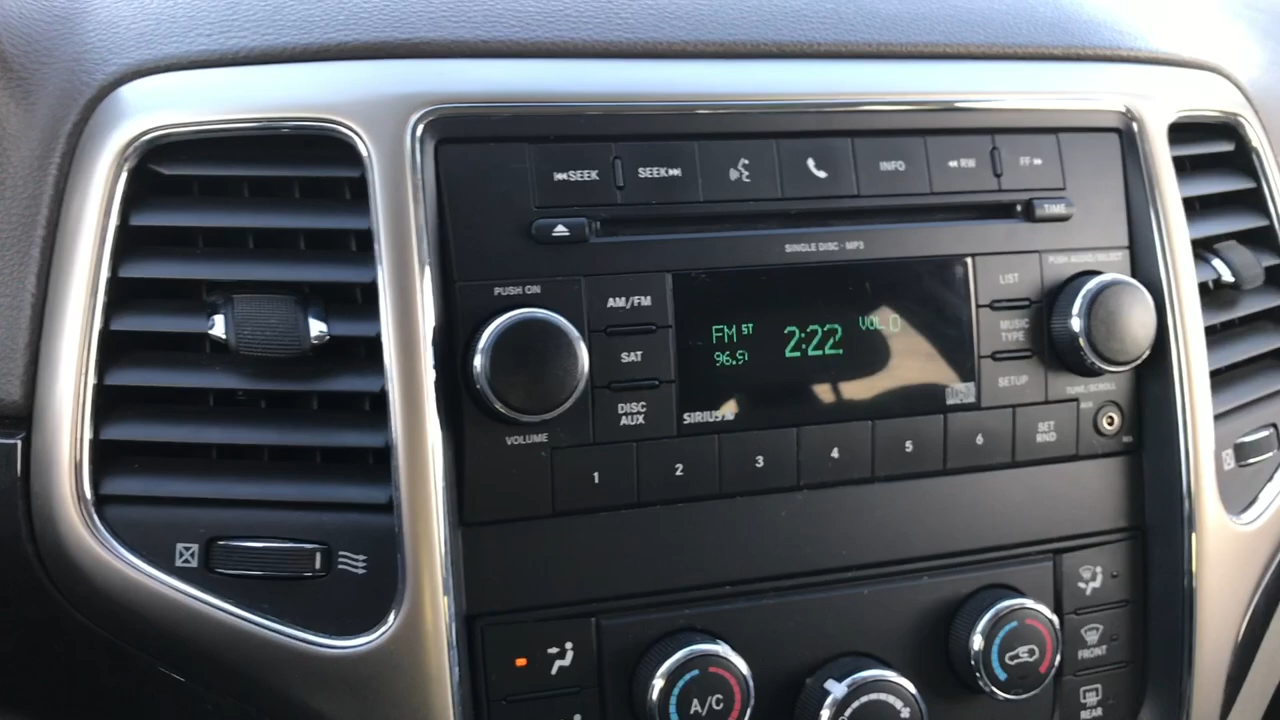 ⏮SEEK SEEK⏭ INFO ◀◀RW FF▶▶
TIME
SINGLE DISC · MP3
PUSH ON
AM/FM
LIST
PUSH AUDIO/SELECT
FM ST 2:22 VOL 0
96.9
SAT
MUSIC TYPE
SETUP
DISC AUX
SIRIUS
TUNE/SCROLL
VOLUME
AUX
1 2 3 4 5 6
SET RND
A/C
FRONT
REAR